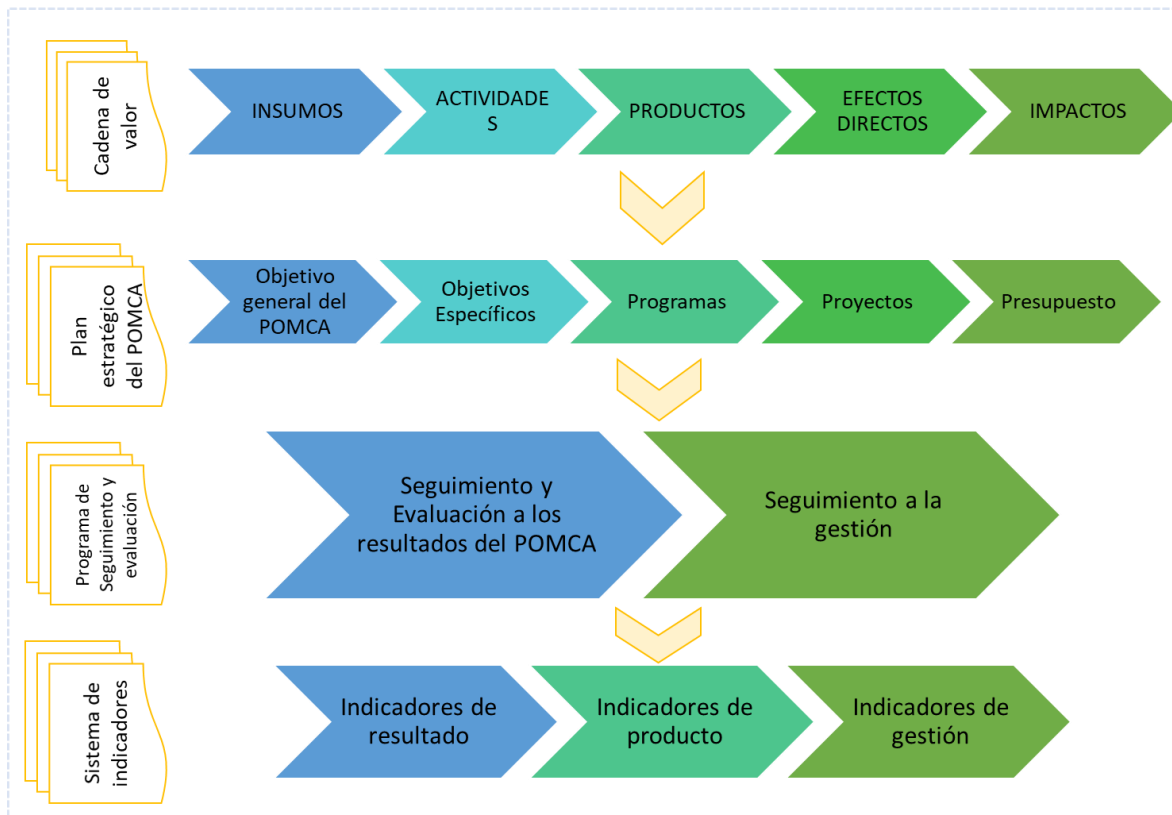 Cadena de
valor
INSUMOS
ACTIVIDADE
S
PRODUCTOS
EFECTOS
DIRECTOS
IMPACTOS
Plan
estratégico
del POMCA
Objetivo
general del
POMCA
Objetivos
Específicos
Programas
Proyectos
Presupuesto
Programa de
Seguimiento y
evaluación
Seguimiento y
Evaluación a los
resultados del POMCA
Seguimiento a la
gestión
Sistema de
indicadores
Indicadores de
resultado
Indicadores de
producto
Indicadores de
gestión